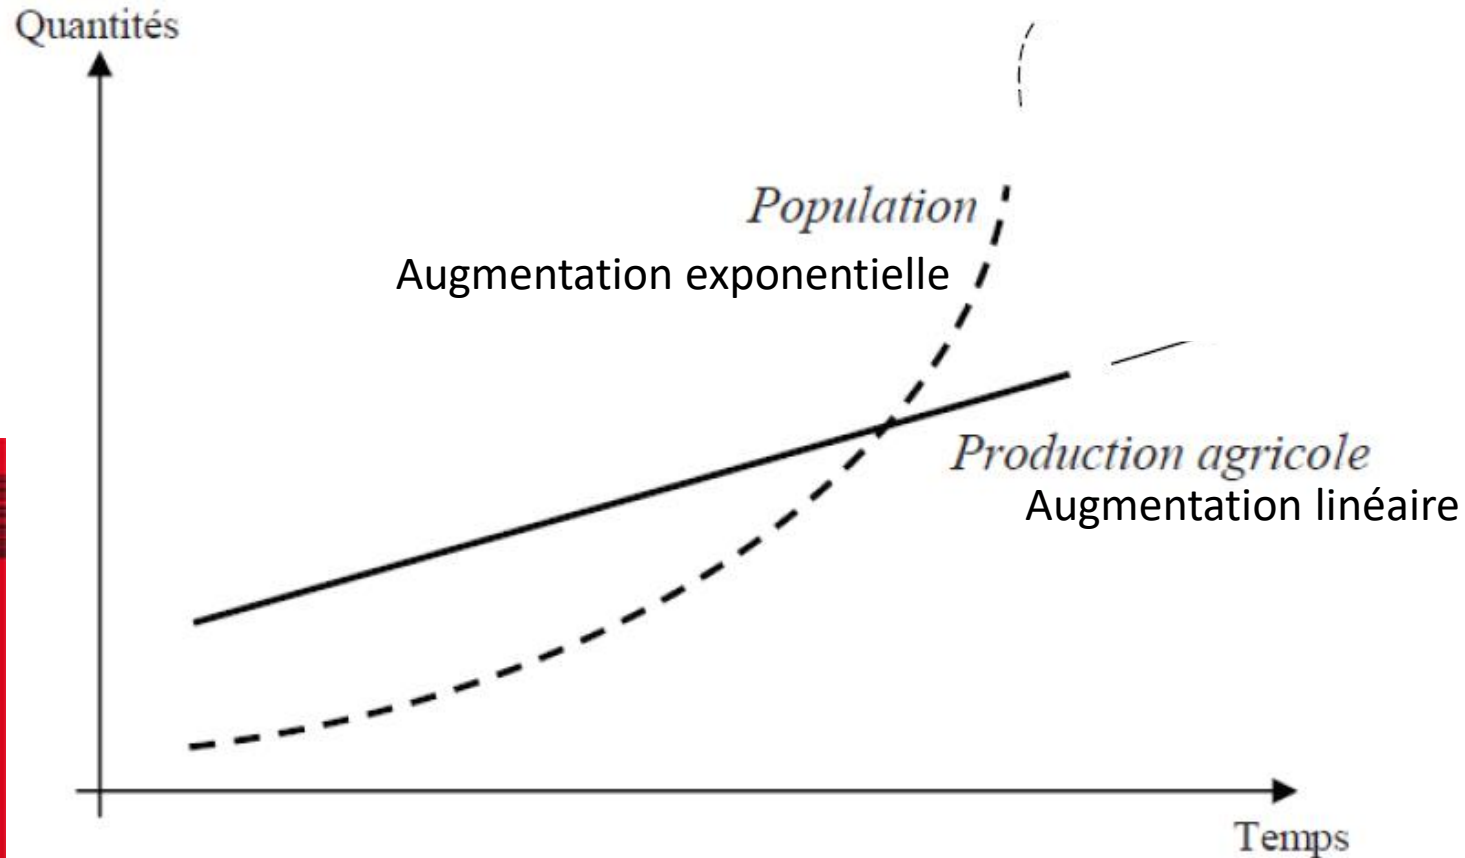 Quantités
Population
Augmentation exponentielle
Production agricole
Augmentation linéaire
Temps